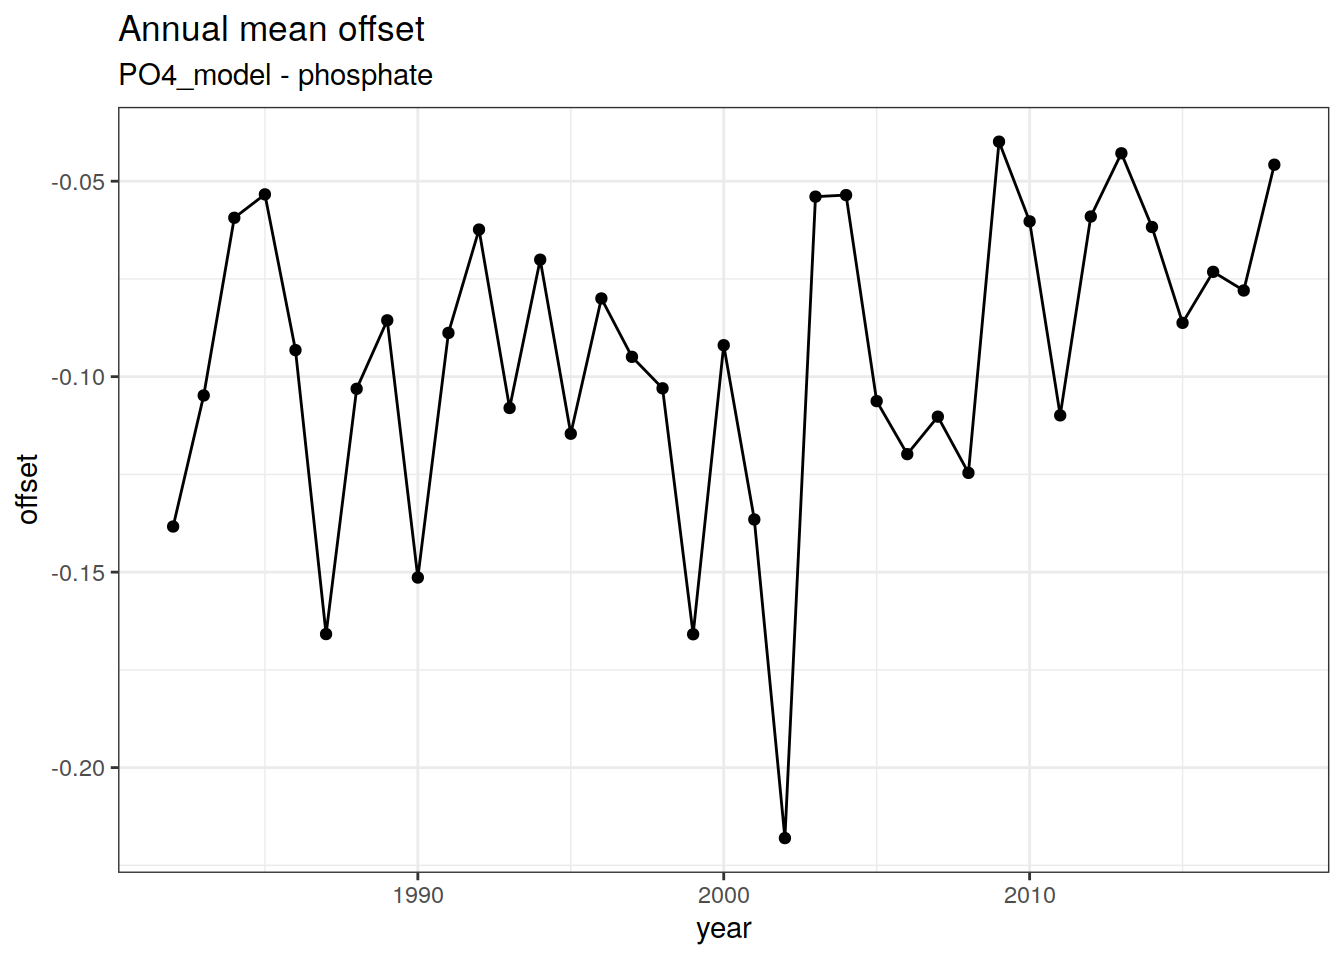 Annual mean offset
PO4_model - phosphate
-0.05
-0.10
-0.15
-0.20
offset
1990
2000
2010
year